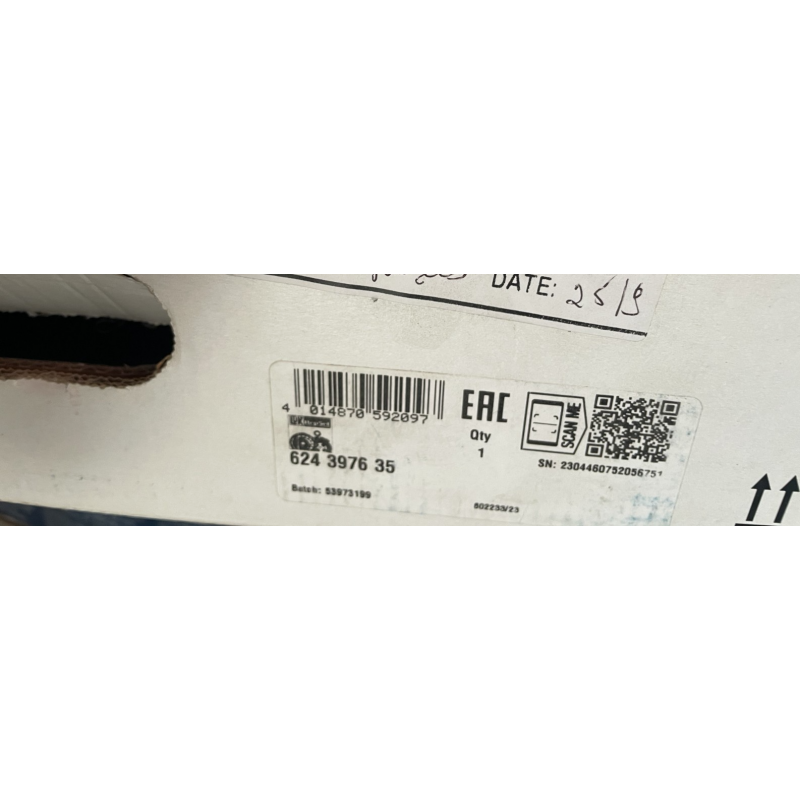 DATE: 25/9
4 014870 592097
EAC
Qty
1
SCAN ME
624 3976 35
SN: 2304460752056751
Batch: 53973199
802233/23